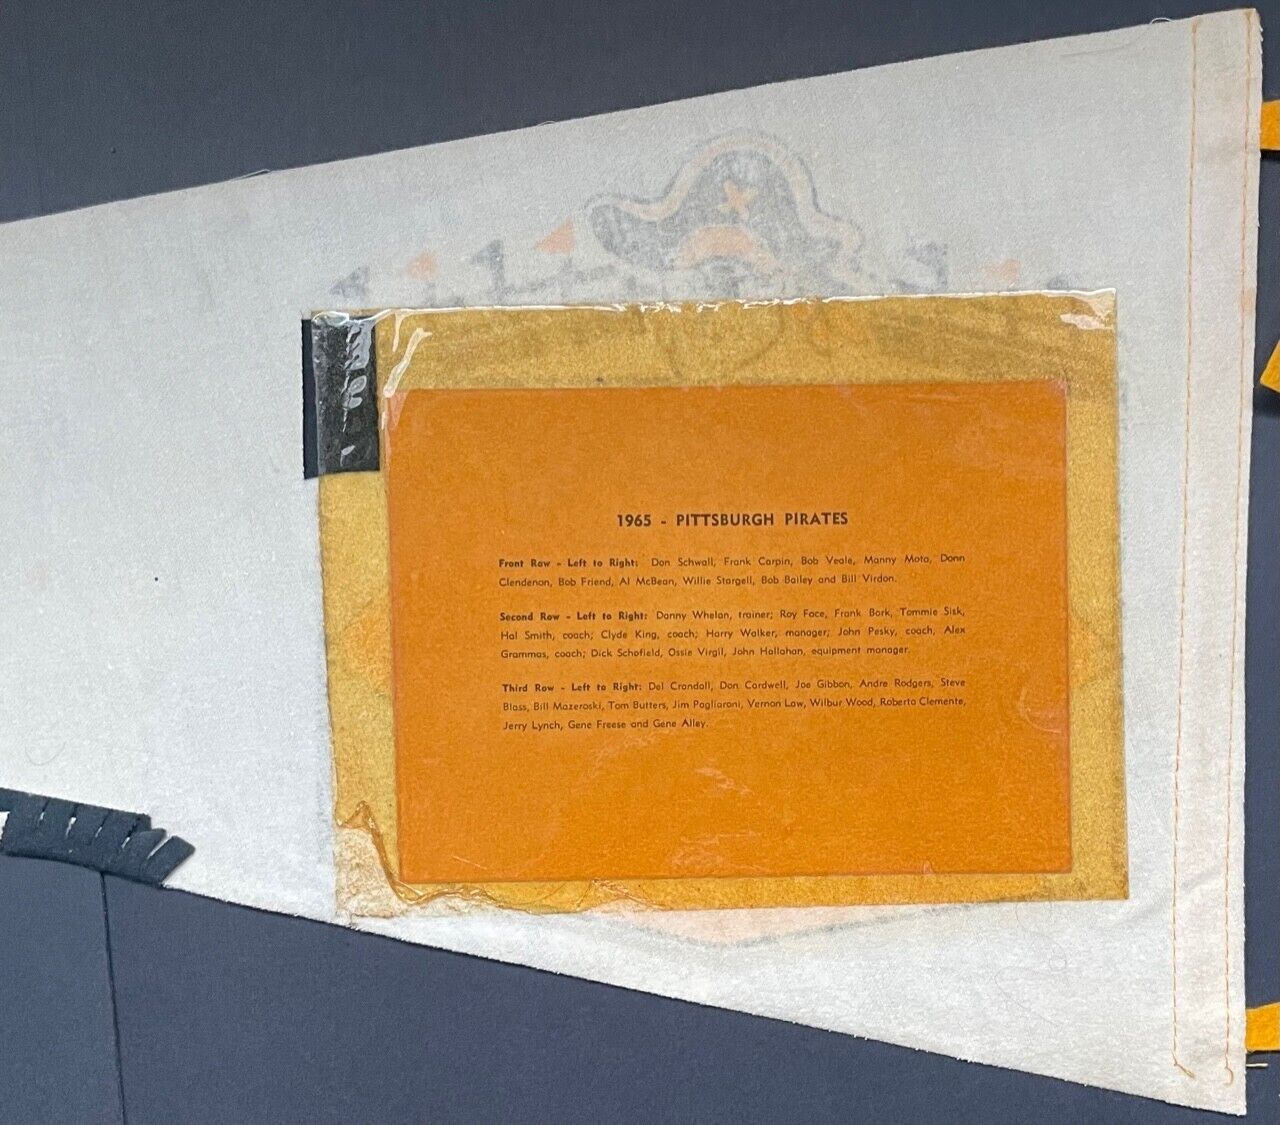 1965 - PITTSBURGH PIRATES
Front Row - Left to Right: Don Schwall, Frank Carpin, Bob Veale, Manny Mota, Donn
Clendenon, Bob Friend, Al McBean, Willie Stargell, Bob Bailey and Bill Virdon.
Second Row - Left to Right: Danny Whelan, trainer; Roy Face, Frank Bork, Tommie Sisk,
Hal Smith, coach; Clyde King, coach; Harry Walker, manager; John Pesky, coach, Alex
Grammas, coach; Dick Schofield, Ossie Virgil, John Hallahan, equipment manager.
Third Row - Left to Right: Del Crandall, Don Cardwell, Joe Gibbon, Andre Rodgers, Steve
Blass, Bill Mazeroski, Tom Butters, Jim Pagliaroni, Vernon Law, Wilbur Wood, Roberto Clemente,
Jerry Lynch, Gene Freese and Gene Alley.